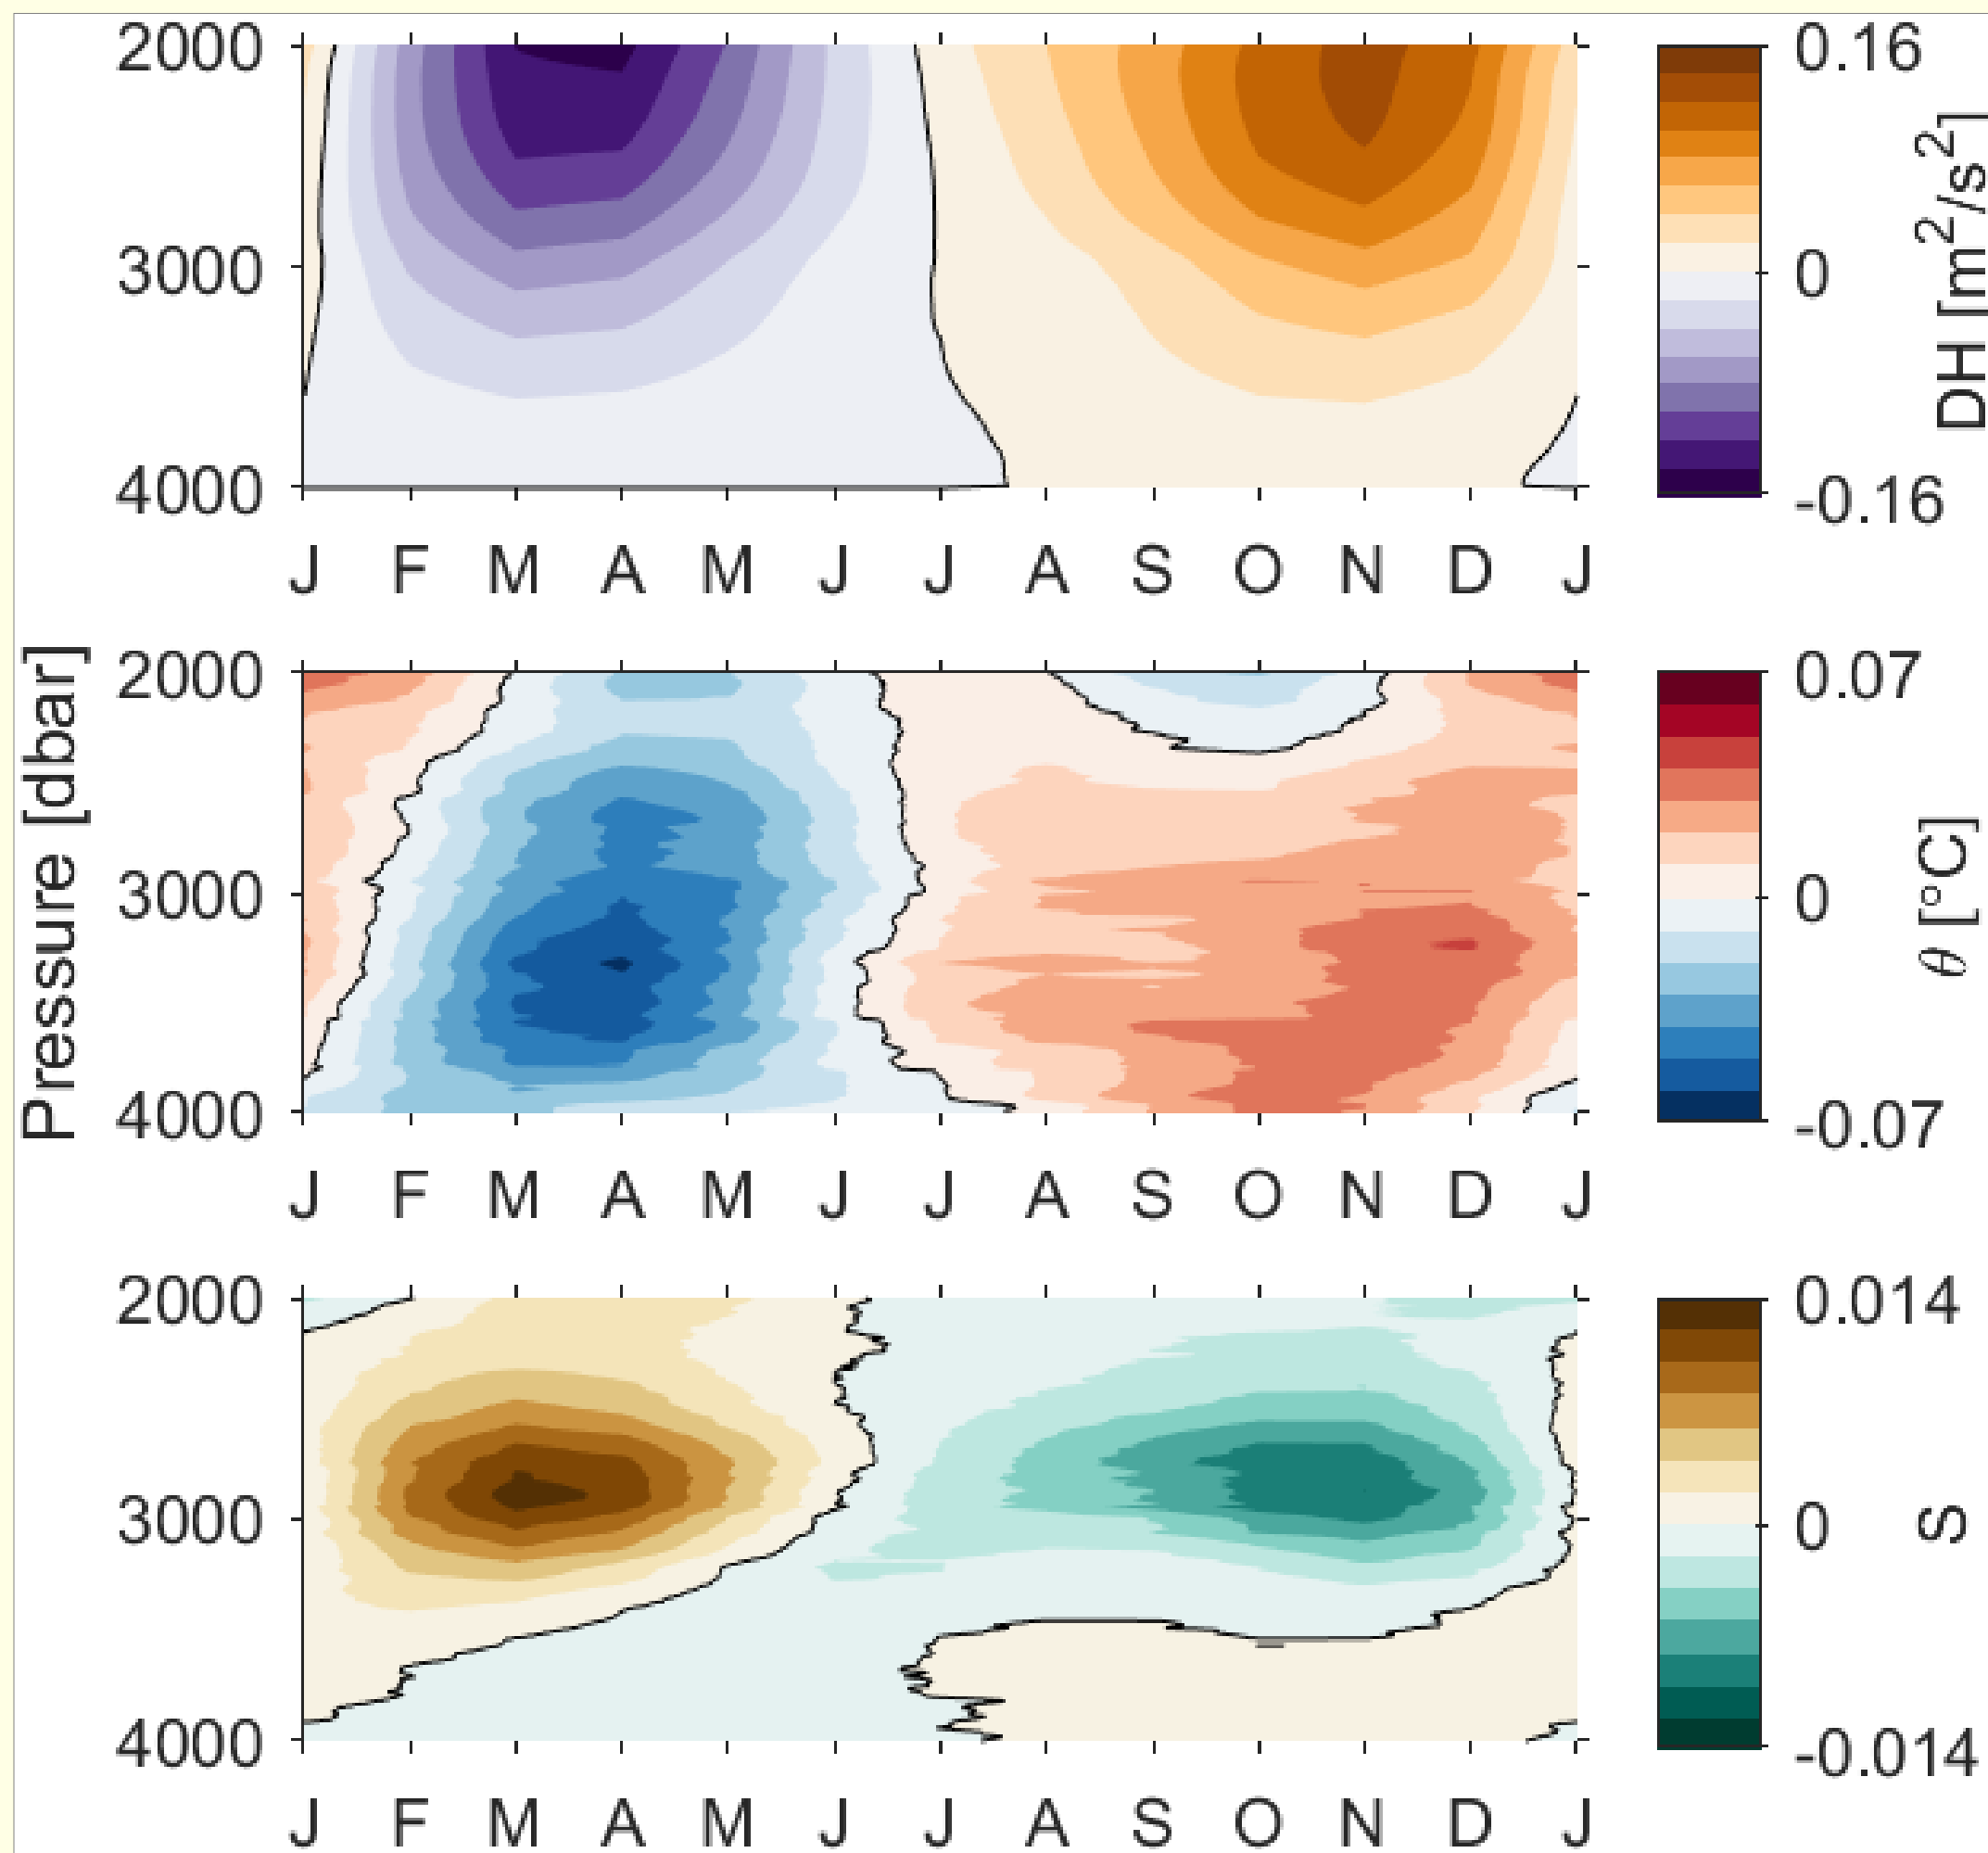 2000
3000
4000
J F M A M J J A S O N D J
0.16
0
-0.16
DH [m²/s²]
Pressure [dbar]
2000
3000
4000
J F M A M J J A S O N D J
0.07
0
-0.07
θ [°C]
2000
3000
4000
J F M A M J J A S O N D J
0.014
0
-0.014
S